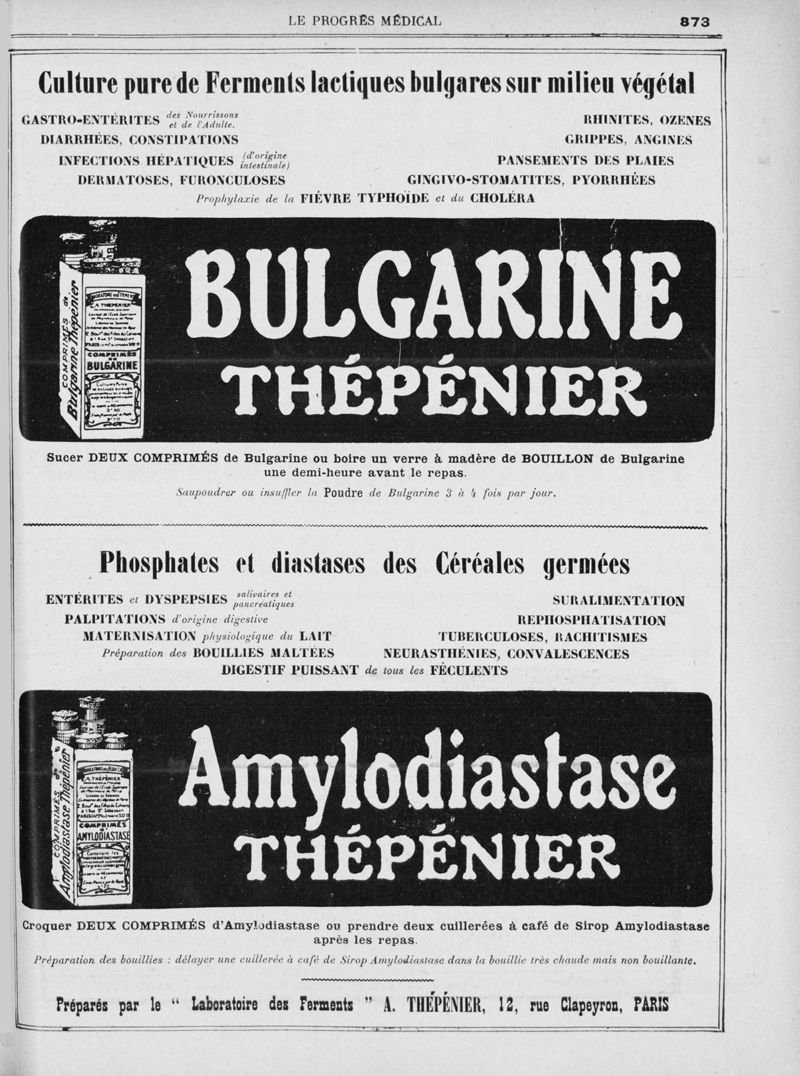 LE PROGRÈS MÉDICAL 873
Culture pure de Ferments lactiques bulgares sur milieu végétal
GASTRO-ENTÉRITES des Nourrissons et de l'Adulte.
RHINITES, OZENES
DIARRHÉES, CONSTIPATIONS
GRIPPES, ANGINES
INFECTIONS HÉPATIQUES (d'origine intestinale)
PANSEMENTS DES PLAIES
DERMATOSES, FURONCULOSES
GINGIVO-STOMATITES, PYORRHÉES
Prophylaxie de la FIÈVRE TYPHOÏDE et du CHOLÉRA
COMPRIMÉS de
Bulgarine Thépénier
A. THÉPÉNIER
COMPRIMÉS
DE
BULGARINE
BULGARINE
THÉPÉNIER
Sucer DEUX COMPRIMÉS de Bulgarine ou boire un verre à madère de BOUILLON de Bulgarine
une demi-heure avant le repas.
Saupoudrer ou insuffler la Poudre de Bulgarine 3 à 4 fois par jour.
Phosphates et diastases des Céréales germées
ENTÉRITES et DYSPEPSIES salivaires et pancréatiques
SURALIMENTATION
PALPITATIONS d'origine digestive
REPHOSPHATISATION
MATERNISATION physiologique du LAIT
TUBERCULOSES, RACHITISMES
Préparation des BOUILLIES MALTÉES
NEURASTHÉNIES, CONVALESCENCES
DIGESTIF PUISSANT de tous les FÉCULENTS
COMPRIMÉS d'
Amylodiastase Thépénier
A. THÉPÉNIER
COMPRIMÉS
D'
AMYLODIASTASE
Amylodiastase
THÉPÉNIER
Croquer DEUX COMPRIMÉS d'Amylodiastase ou prendre deux cuillerées à café de Sirop Amylodiastase
après les repas.
Préparation des bouillies : délayer une cuillerée à café de Sirop Amylodiastase dans la bouillie très chaude mais non bouillante.
Préparés par le “ Laboratoire des Ferments ” A. THÉPÉNIER, 12, rue Clapeyron, PARIS